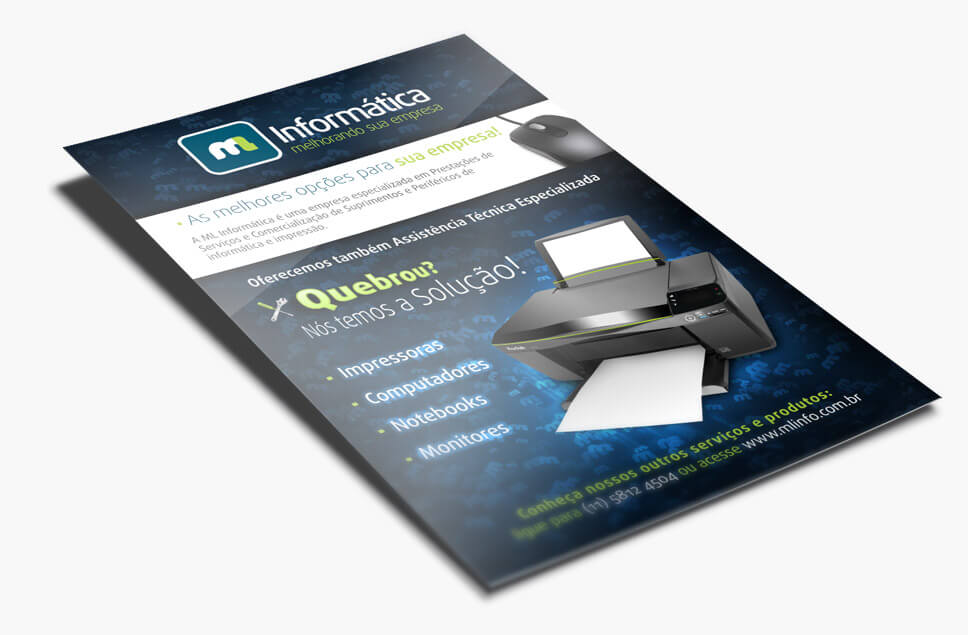 mL Informática
melhorando sua empresa
• As melhores opções para sua empresa!
A ML Informática é uma empresa especializada em Prestações de
Serviços e Comercialização de Suprimentos e Periféricos de
informática e Impressão.
Oferecemos também Assistência Técnica Especializada
Quebrou?
Nós temos a Solução!
• Impressoras
• Computadores
• Notebooks
• Monitores
Conheça nossos outros serviços e produtos:
ligue para (11) 5812 4504 ou acesse www.mlinfo.com.br